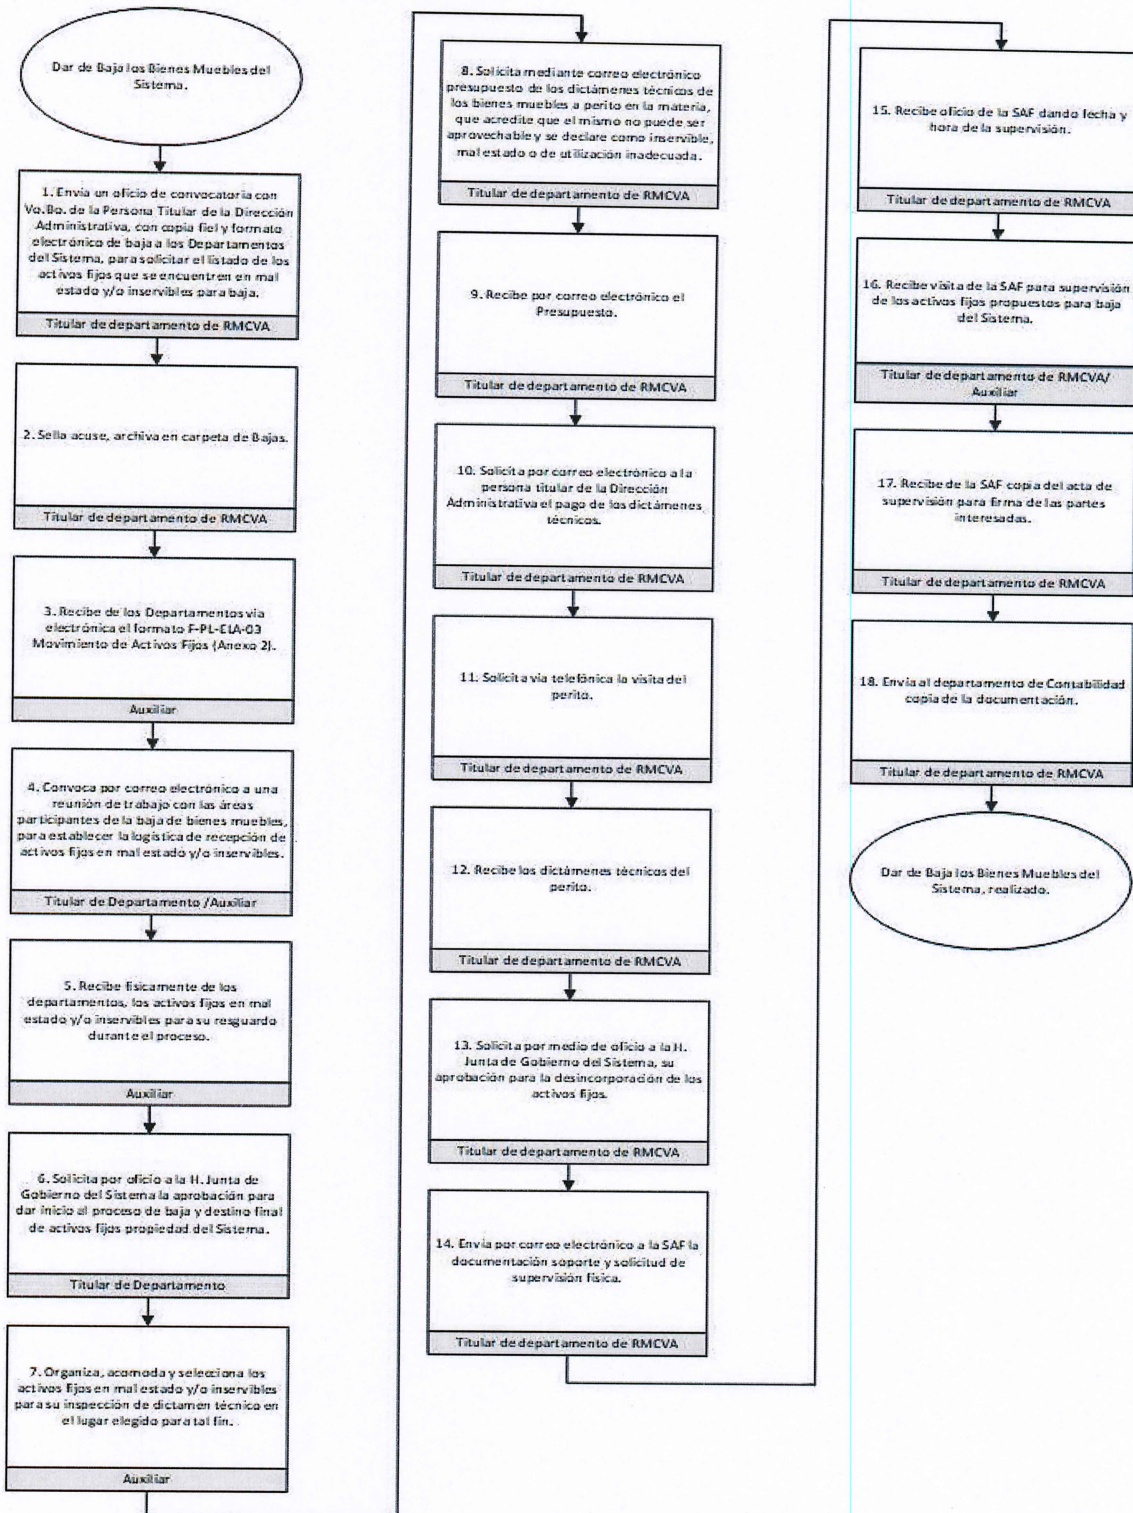 Dar de Baja los Bienes Muebles del
Sistema.
1. Envía un oficio de convocatoria con
Vo.Bo. de la Persona Titular de la Dirección
Administrativa, con copia fiel y formato
electrónico de baja a los Departamentos
del Sistema, para solicitar el listado de los
activos fijos que se encuentren en mal
estado y/o inservibles para baja.
Titular de departamento de RMCVA
2. Sella acuse, archiva en carpeta de Bajas.
Titular de departamento de RMCVA
3. Recibe de los Departamentos vía
electrónica el formato F-PL-EIA-03
Movimiento de Activos Fijos (Anexo 2).
Auxiliar
4. Convoca por correo electrónico a una
reunión de trabajo con las áreas
participantes de la baja de bienes muebles,
para establecer la logística de recepción de
activos fijos en mal estado y/o inservibles.
Titular de Departamento /Auxiliar
5. Recibe físicamente de los
departamentos, los activos fijos en mal
estado y/o inservibles para su resguardo
durante el proceso.
Auxiliar
6. Solicita por oficio a la H. Junta de
Gobierno del Sistema la aprobación para
dar inicio al proceso de baja y destino final
de activos fijos propiedad del Sistema.
Titular de Departamento
7. Organiza, acomoda y selecciona los
activos fijos en mal estado y/o inservibles
para su inspección de dictamen técnico en
el lugar elegido para tal fin.
Auxiliar
8. Solicita mediante correo electrónico
presupuesto de los dictámenes técnicos de
los bienes muebles a perito en la materia,
que acredite que el mismo no puede ser
aprovechable y se declare como inservible,
mal estado o de utilización inadecuada.
Titular de departamento de RMCVA
9. Recibe por correo electrónico el
Presupuesto.
Titular de departamento de RMCVA
10. Solicita por correo electrónico a la
persona titular de la Dirección
Administrativa el pago de los dictámenes
técnicos.
Titular de departamento de RMCVA
11. Solicita vía telefónica la visita del
perito.
Titular de departamento de RMCVA
12. Recibe los dictámenes técnicos del
perito.
Titular de departamento de RMCVA
13. Solicita por medio de oficio a la H.
Junta de Gobierno del Sistema, su
aprobación para la desincorporación de los
activos fijos.
Titular de departamento de RMCVA
14. Envía por correo electrónico a la SAF la
documentación soporte y solicitud de
supervisión física.
Titular de departamento de RMCVA
15. Recibe oficio de la SAF dando fecha y
hora de la supervisión.
Titular de departamento de RMCVA
16. Recibe visita de la SAF para supervisión
de los activos fijos propuestos para baja
del Sistema.
Titular de departamento de RMCVA/
Auxiliar
17. Recibe de la SAF copia del acta de
supervisión para firma de las partes
interesadas.
Titular de departamento de RMCVA
18. Envía al departamento de Contabilidad
copia de la documentación.
Titular de departamento de RMCVA
Dar de Baja los Bienes Muebles del
Sistema, realizado.